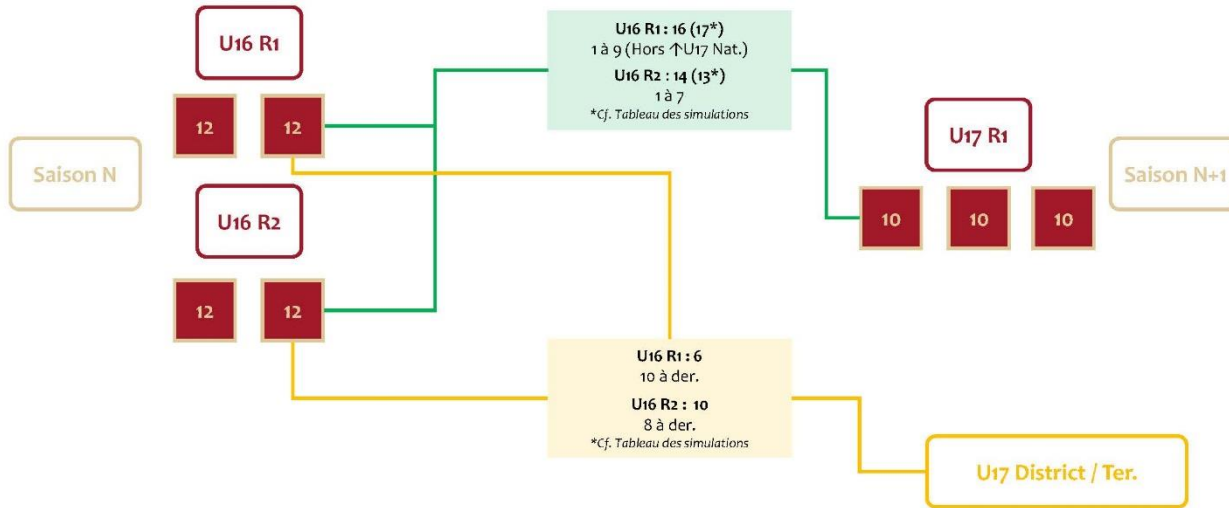 U16 R1
12
12
Saison N
U16 R2
12
12
U16 R1 : 16 (17*)
1 à 9 (Hors ↑U17 Nat.)
U16 R2 : 14 (13*)
1 à 7
*Cf. Tableau des simulations
U16 R1 : 6
10 à der.
U16 R2 : 10
8 à der.
*Cf. Tableau des simulations
U17 R1
10
10
10
Saison N+1
U17 District / Ter.